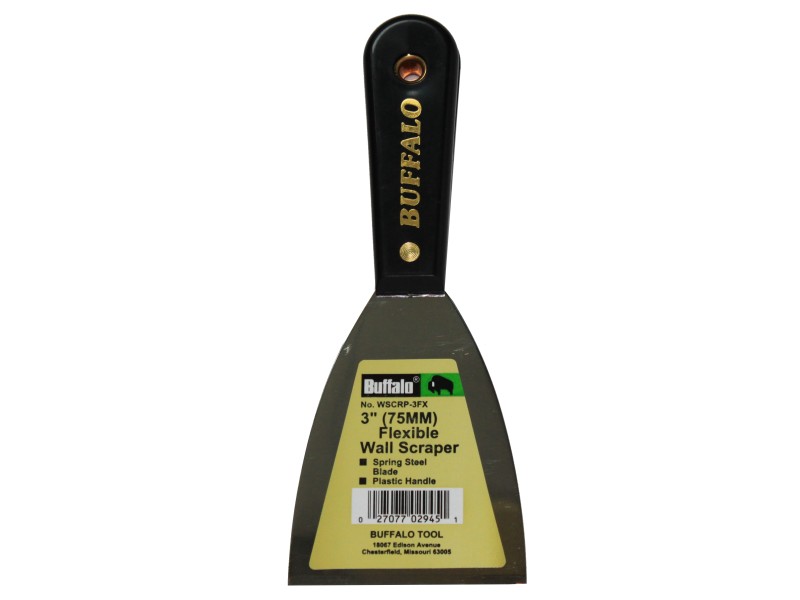 BUFFALO
Buffalo®
No. WSCRP-3FX
3" (75MM)
Flexible
Wall Scraper
■ Spring Steel
Blade
■ Plastic Handle
0 27077 02945 1
BUFFALO TOOL
18067 Edison Avenue
Chesterfield, Missouri 63005